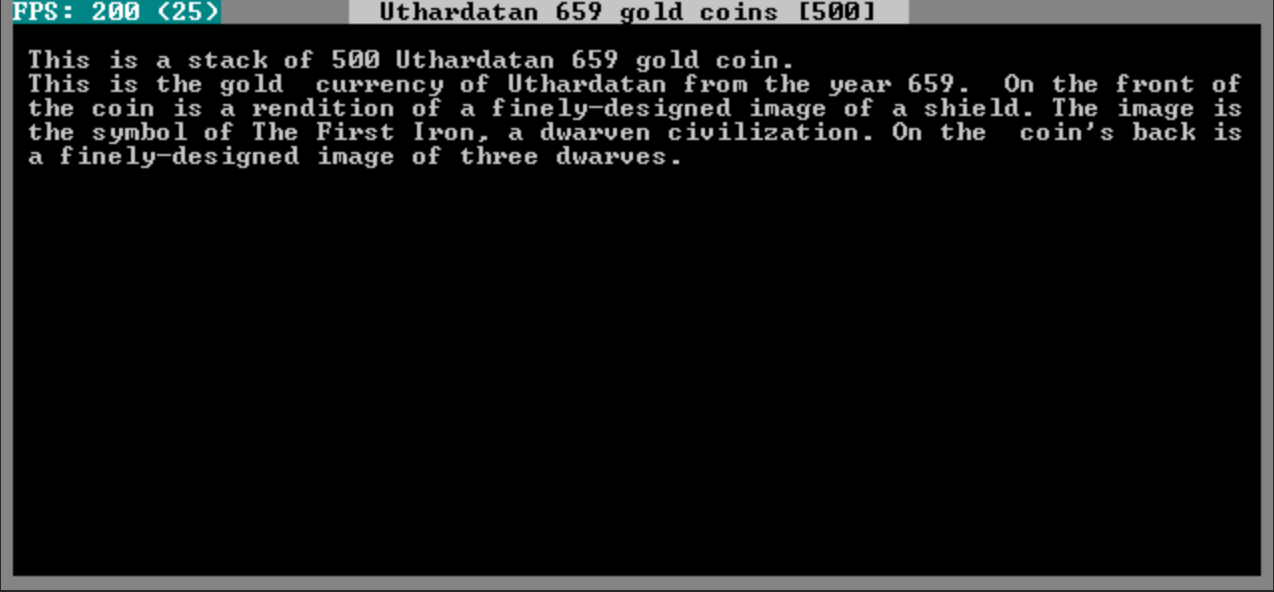 FPS: 200 (25) Uthardatan 659 gold coins [500]
This is a stack of 500 Uthardatan 659 gold coin.
This is the gold  currency of Uthardatan from the year 659.  On the front of
the coin is a rendition of a finely-designed image of a shield. The image is
the symbol of The First Iron, a dwarven civilization. On the  coin's back is
a finely-designed image of three dwarves.